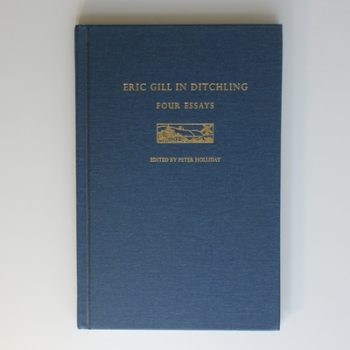 ERIC GILL IN DITCHLING
FOUR ESSAYS
EDITED BY PETER HOLLIDAY